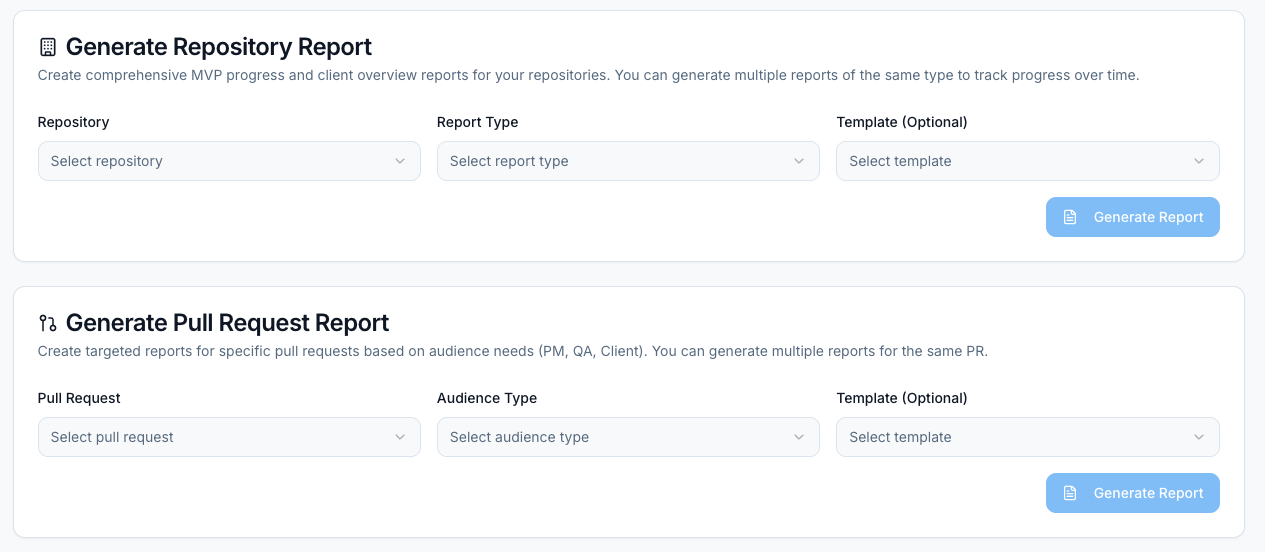 Generate Repository Report
Create comprehensive MVP progress and client overview reports for your repositories. You can generate multiple reports of the same type to track progress over time.
Repository
Report Type
Template (Optional)
Select repository
Select report type
Select template
Generate Report
Generate Pull Request Report
Create targeted reports for specific pull requests based on audience needs (PM, QA, Client). You can generate multiple reports for the same PR.
Pull Request
Audience Type
Template (Optional)
Select pull request
Select audience type
Select template
Generate Report